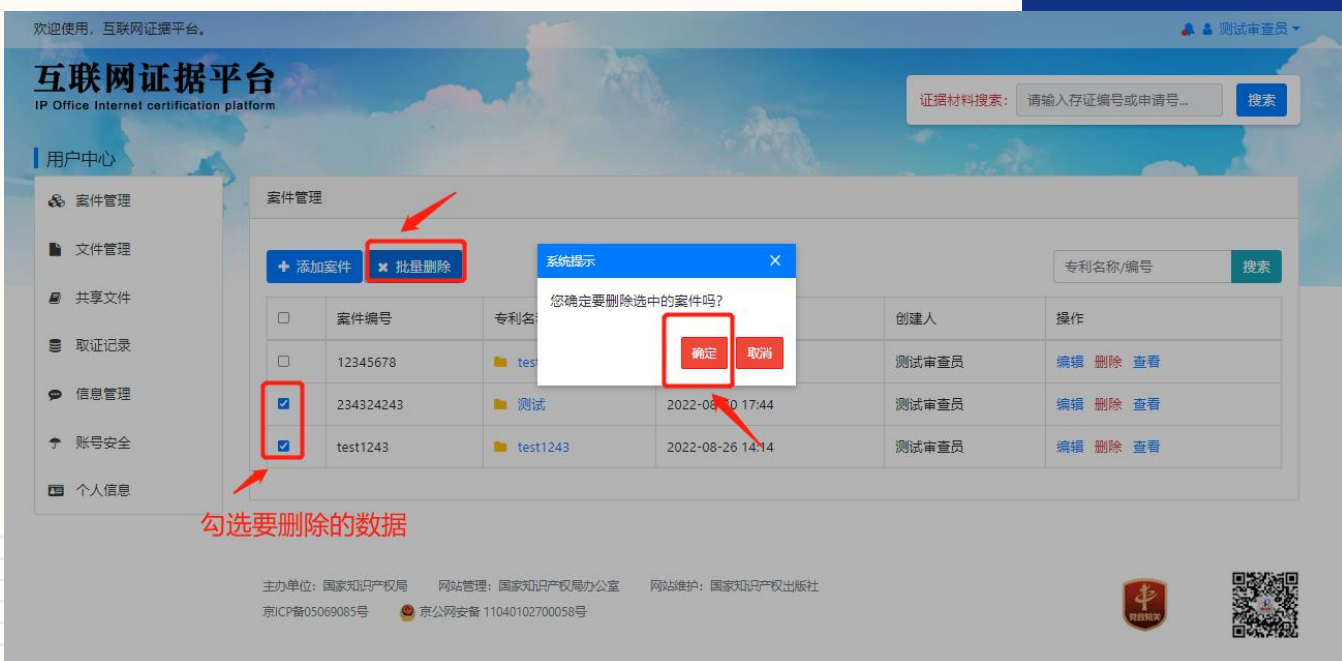 欢迎使用，互联网证据平台。
测试审查员
互联网证据平台
IP Office Internet certification platform
证据材料搜索： 请输入存证编号或申请号... 搜索
用户中心
案件管理
文件管理
共享文件
取证记录
信息管理
账号安全
个人信息
案件管理
添加案件 批量删除
专利名称/编号 搜索
系统提示
您确定要删除选中的案件吗？
确定 取消
案件编号 专利名 创建人 操作
12345678 测试审查员 编辑 删除 查看
234324243 测试 17:44 测试审查员 编辑 删除 查看
test1243 test1243 2022-08-26 14:14 测试审查员 编辑 删除 查看
勾选要删除的数据
主办单位：国家知识产权局 网站管理：国家知识产权局办公室 网站维护：国家知识产权出版社
京ICP备05069085号 京公网安备 11040102700058号
党政机关